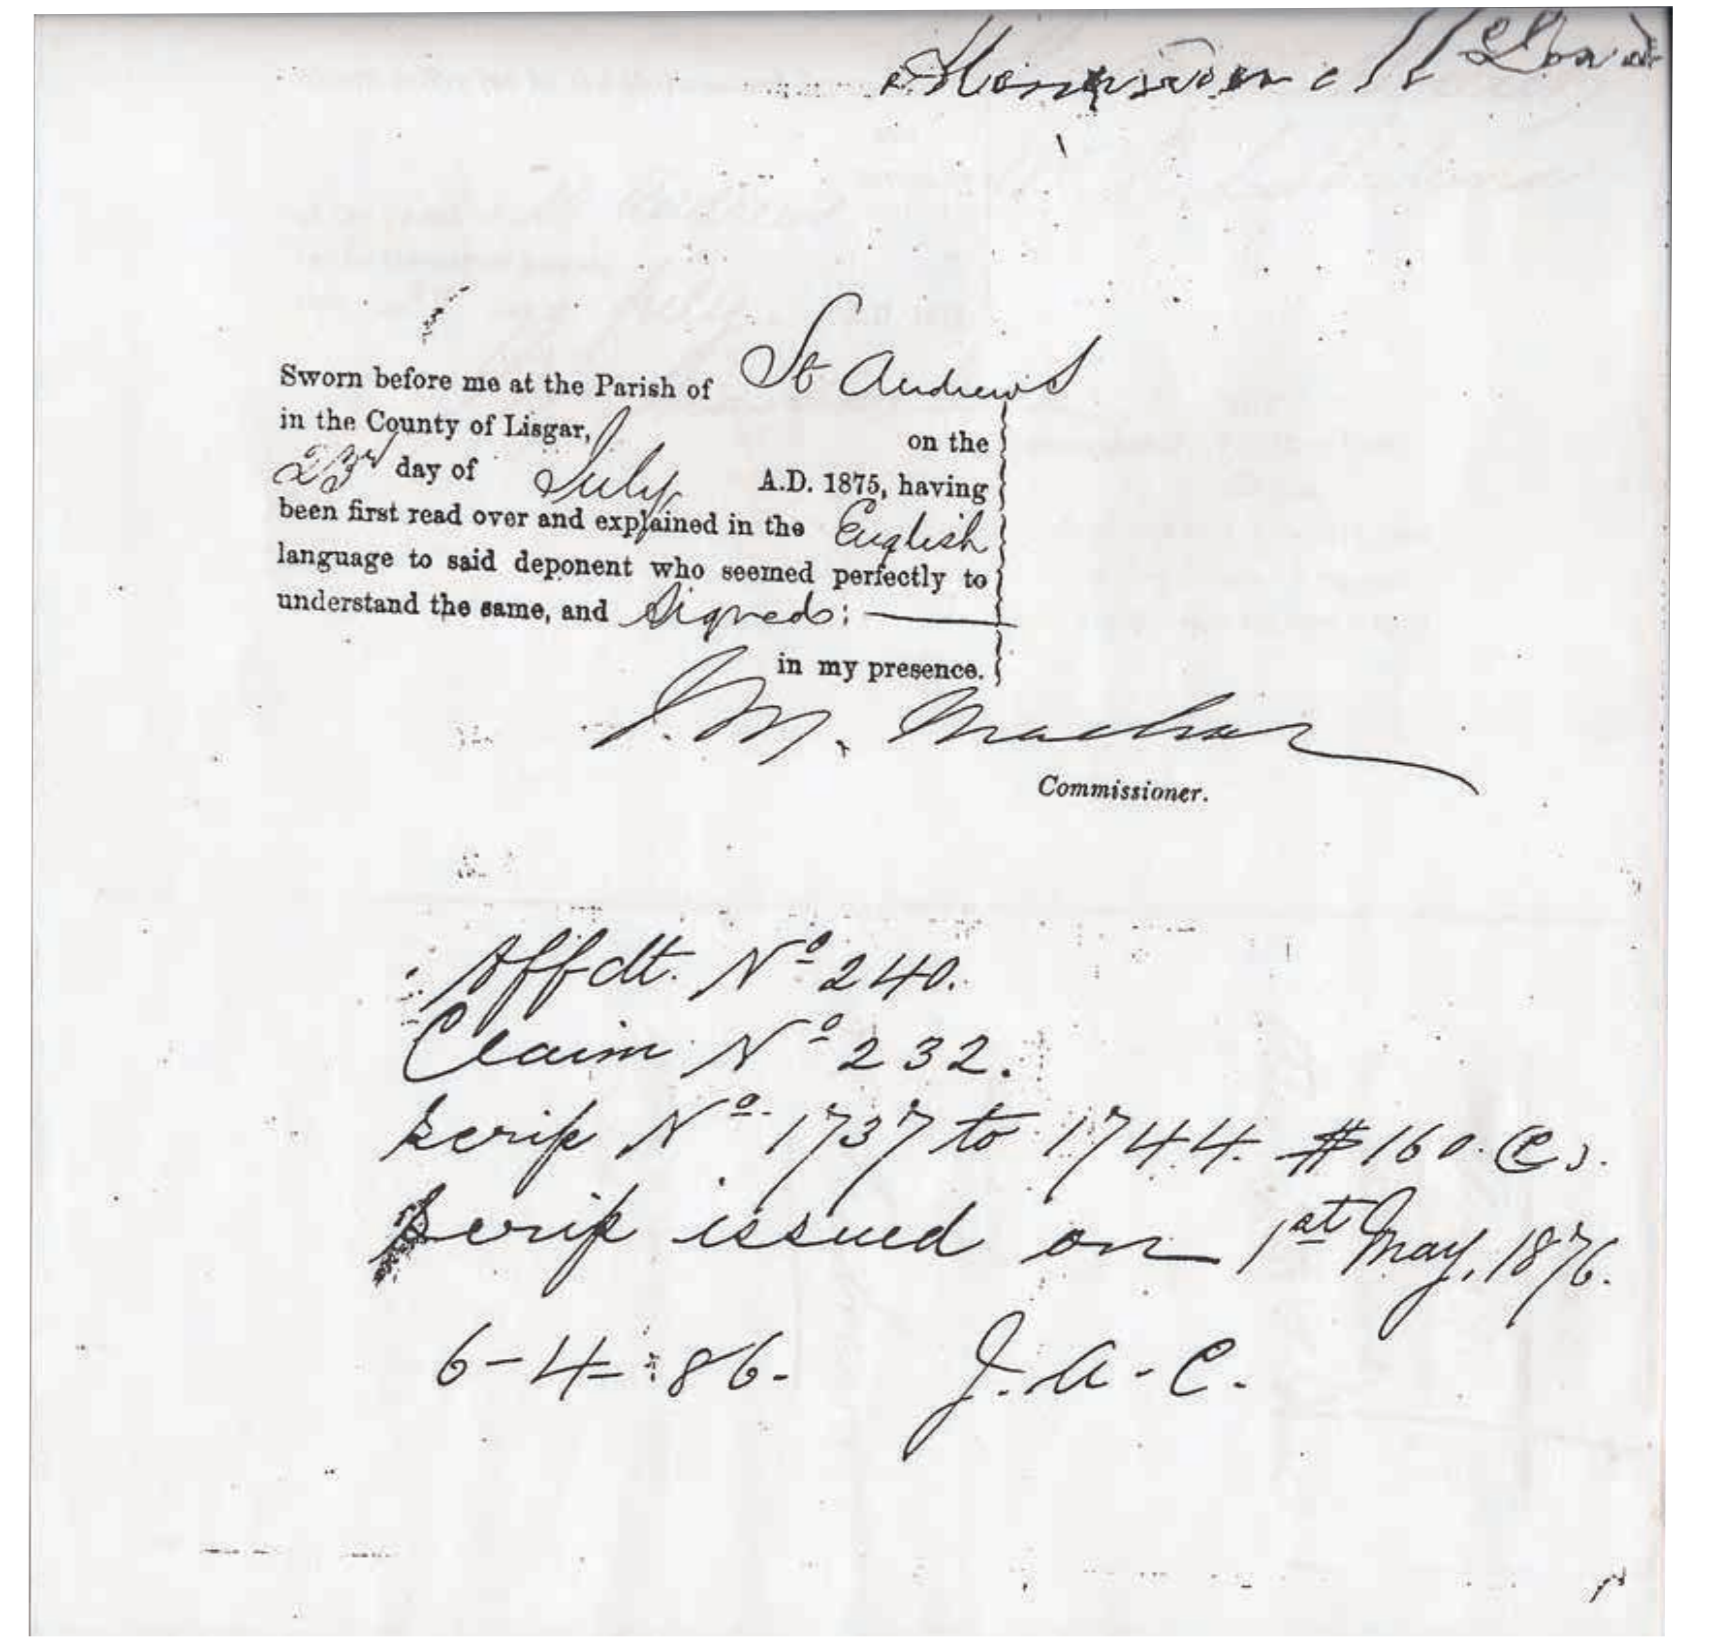 Sworn before me at the Parish of St Andrews
in the County of Lisgar, on the
23rd day of July A.D. 1875, having
been first read over and explained in the English
language to said deponent who seemed perfectly to
understand the same, and signed:
in my presence.
J. M. Machar
Commissioner.
Affdt. No 240.
Claim No 232.
Scrip No. 1737 to 1744. $160.
Scrip issued on 1st May, 1876.
6-4-86. J. A. C.